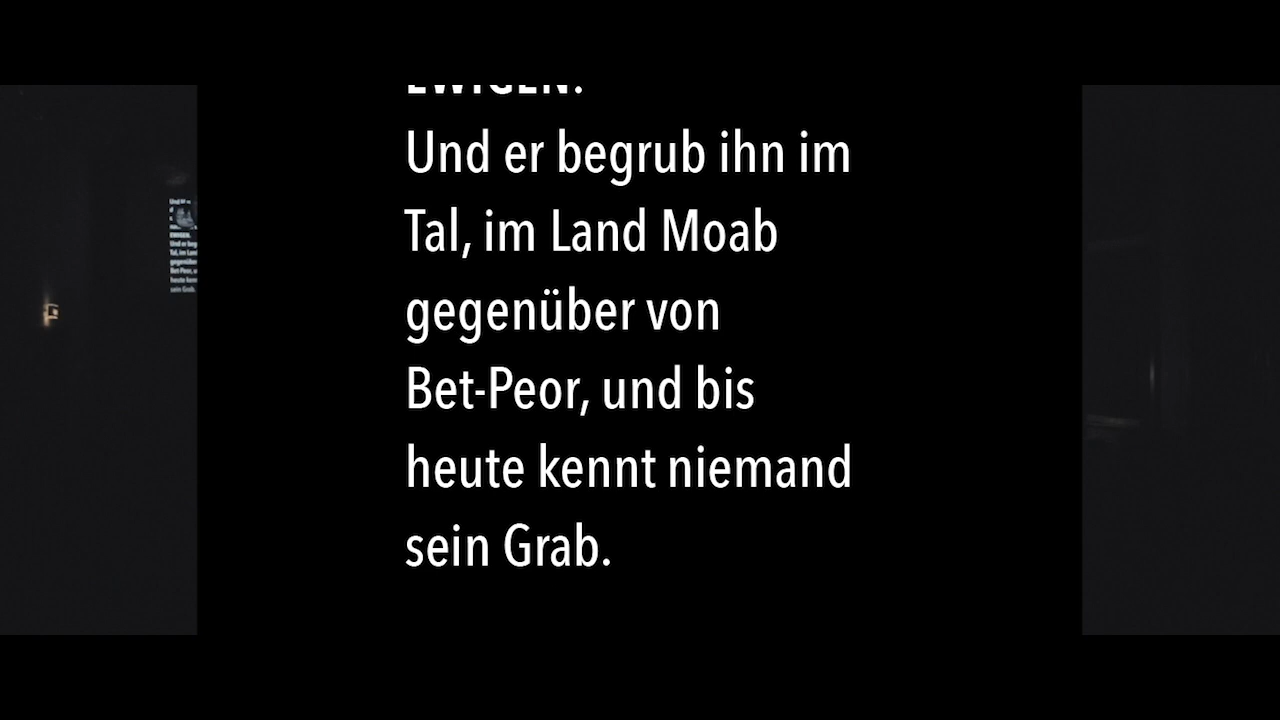 EWIGEN.
Und er begrub ihn im
Tal, im Land Moab
gegenüber von
Bet-Peor, und bis
heute kennt niemand
sein Grab.